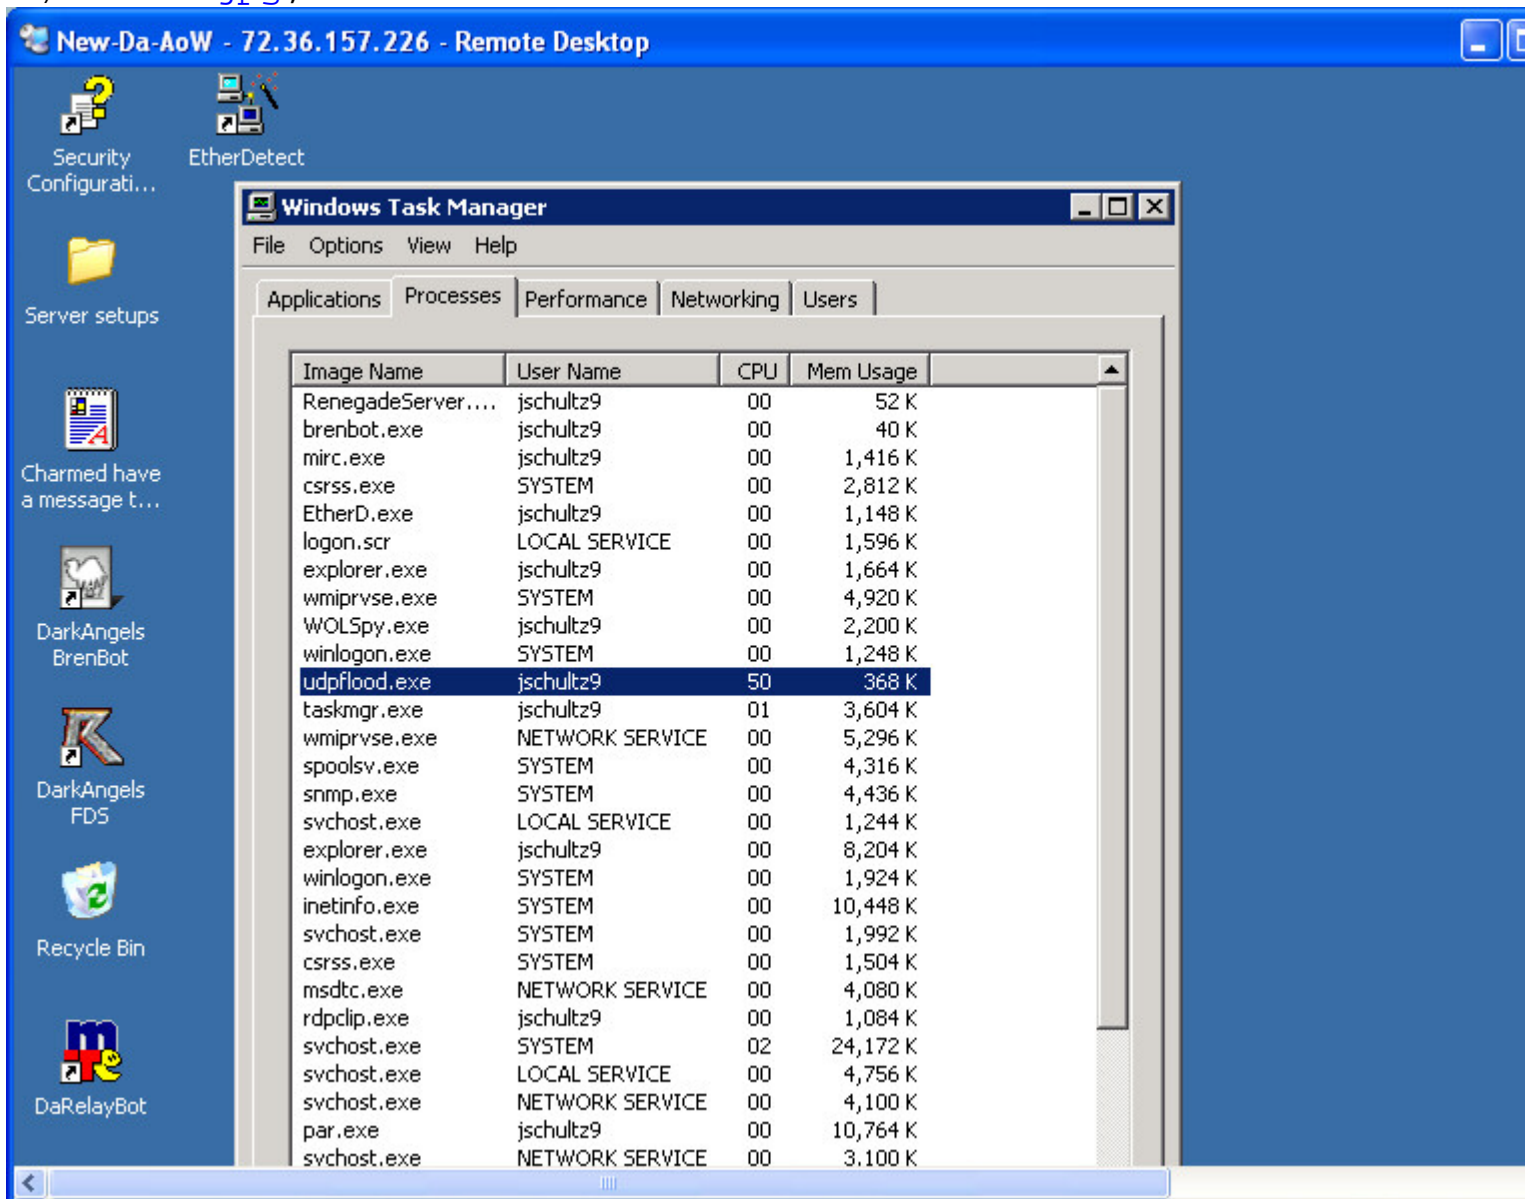 New-Da-AoW - 72.36.157.226 - Remote Desktop
Security
Configurati...
EtherDetect
Server setups
Charmed have
a message t...
DarkAngels
BrenBot
DarkAngels
FDS
Recycle Bin
DaRelayBot
Windows Task Manager
File Options View Help
Applications Processes Performance Networking Users
Image Name User Name CPU Mem Usage
RenegadeServer.... jschultz9 00 52 K
brenbot.exe jschultz9 00 40 K
mirc.exe jschultz9 00 1,416 K
csrss.exe SYSTEM 00 2,812 K
EtherD.exe jschultz9 00 1,148 K
logon.scr LOCAL SERVICE 00 1,596 K
explorer.exe jschultz9 00 1,664 K
wmiprvse.exe SYSTEM 00 4,920 K
WOLSpy.exe jschultz9 00 2,200 K
winlogon.exe SYSTEM 00 1,248 K
udpflood.exe jschultz9 50 368 K
taskmgr.exe jschultz9 01 3,604 K
wmiprvse.exe NETWORK SERVICE 00 5,296 K
spoolsv.exe SYSTEM 00 4,316 K
snmp.exe SYSTEM 00 4,436 K
svchost.exe LOCAL SERVICE 00 1,244 K
explorer.exe jschultz9 00 8,204 K
winlogon.exe SYSTEM 00 1,924 K
inetinfo.exe SYSTEM 00 10,448 K
svchost.exe SYSTEM 00 1,992 K
csrss.exe SYSTEM 00 1,504 K
msdtc.exe NETWORK SERVICE 00 4,080 K
rdpclip.exe jschultz9 00 1,084 K
svchost.exe SYSTEM 02 24,172 K
svchost.exe LOCAL SERVICE 00 4,756 K
svchost.exe NETWORK SERVICE 00 4,100 K
par.exe jschultz9 00 10,764 K
svchost.exe NETWORK SERVICE 00 3,100 K